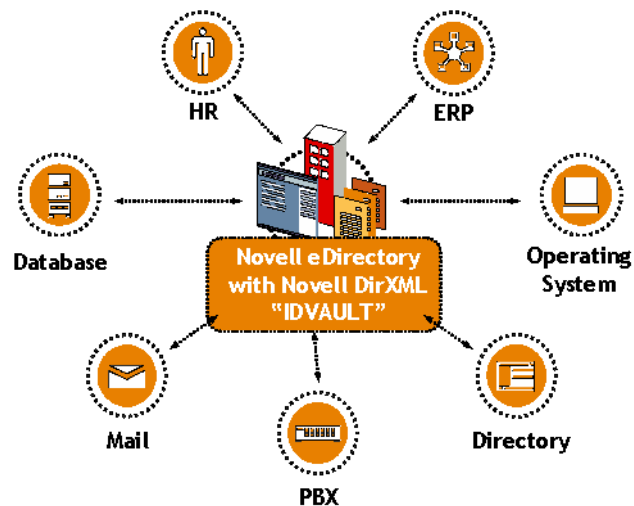 HR
ERP
Database
Operating
System
Novell eDirectory
with Novell DirXML
“IDVAULT”
Mail
Directory
PBX